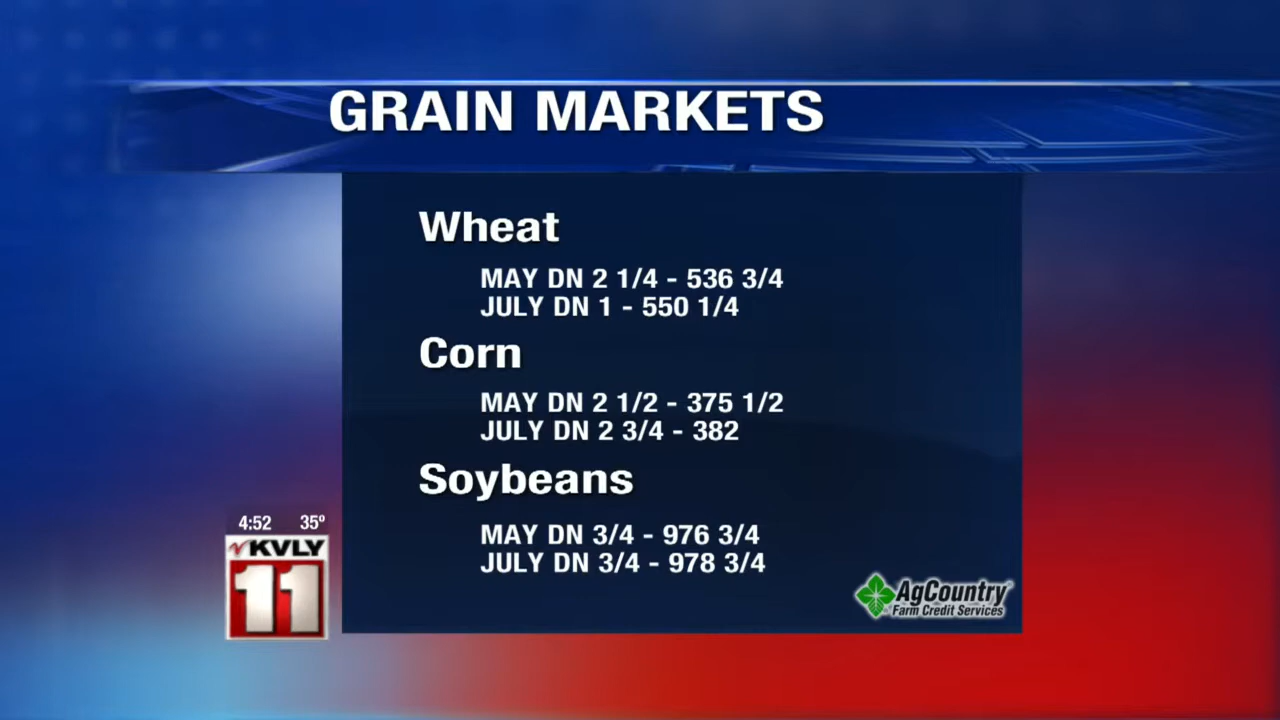 GRAIN MARKETS
Wheat
MAY DN 2 1/4 - 536 3/4
JULY DN 1 - 550 1/4
Corn
MAY DN 2 1/2 - 375 1/2
JULY DN 2 3/4 - 382
Soybeans
MAY DN 3/4 - 976 3/4
JULY DN 3/4 - 978 3/4
4:52 35º
KVLY
11
AgCountry
Farm Credit Services